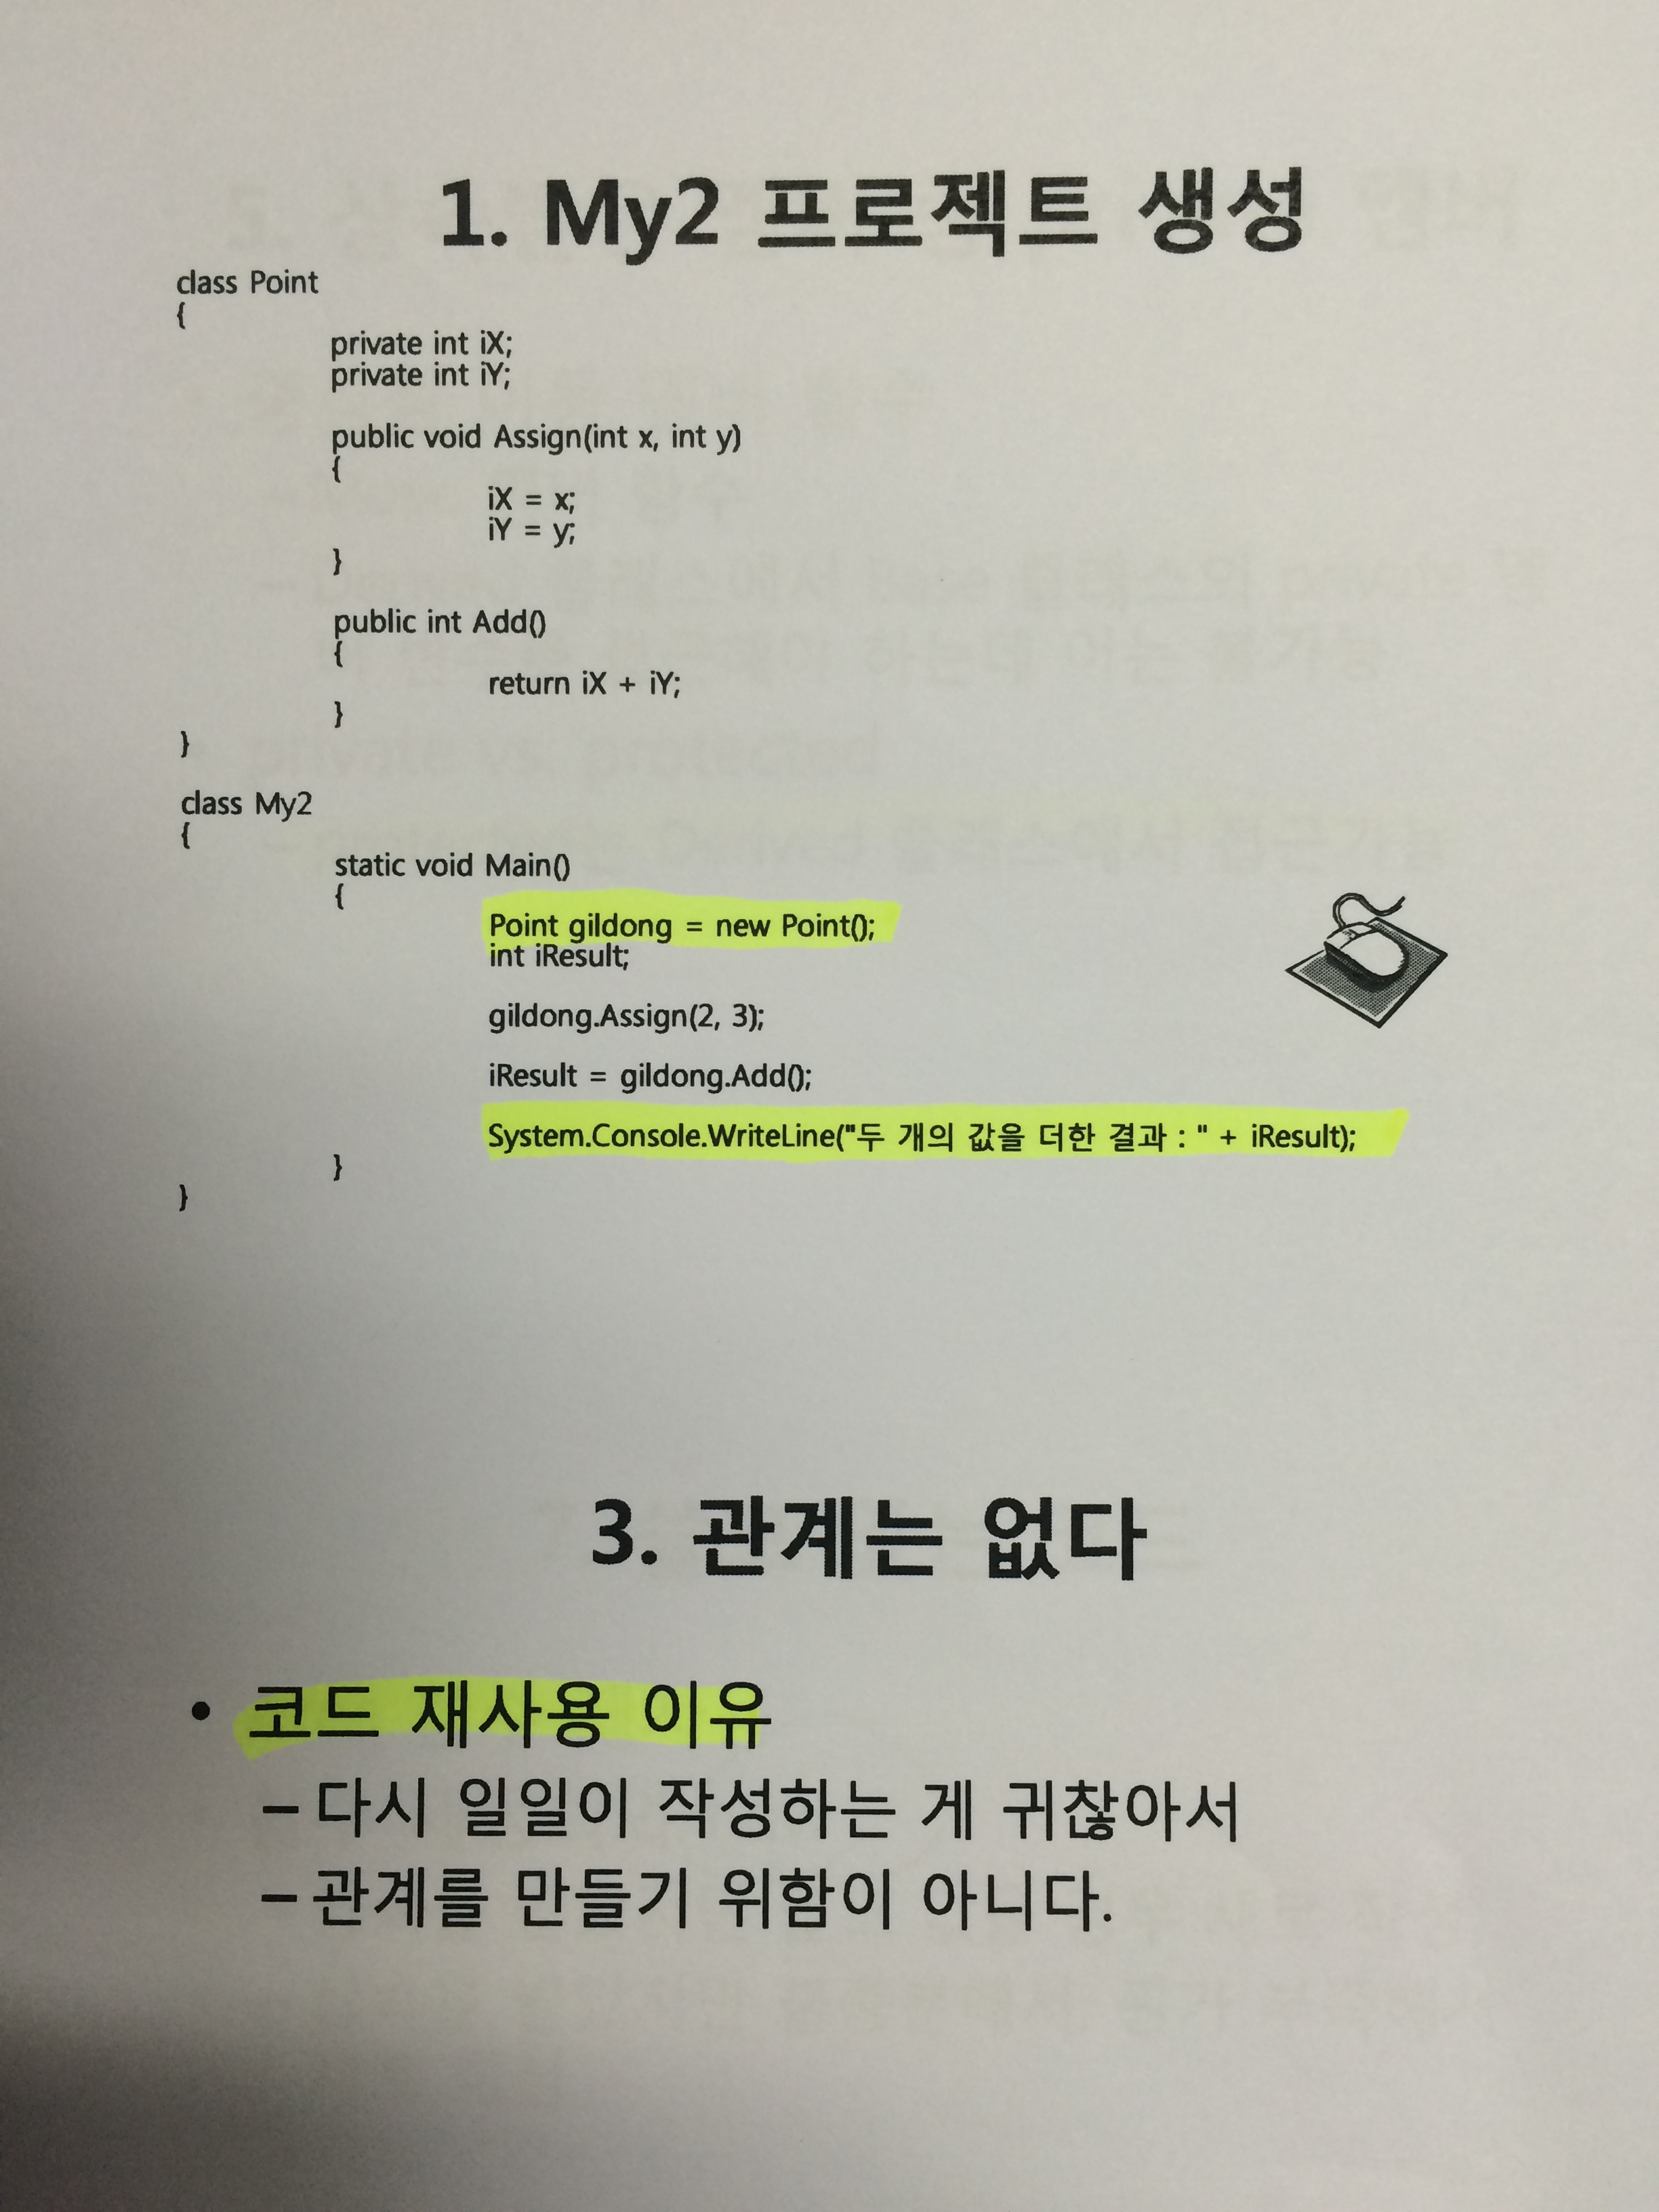 1. My2 프로젝트 생성
class Point
{
private int iX;
private int iY;
public void Assign(int x, int y)
{
iX = x;
iY = y;
}
public int Add()
{
return iX + iY;
}
}
class My2
{
static void Main()
{
Point gildong = new Point();
int iResult;
gildong.Assign(2, 3);
iResult = gildong.Add();
System.Console.WriteLine("두 개의 값을 더한 결과 : " + iResult);
}
}
3. 관계는 없다
• 코드 재사용 이유
– 다시 일일이 작성하는 게 귀찮아서
– 관계를 만들기 위함이 아니다.